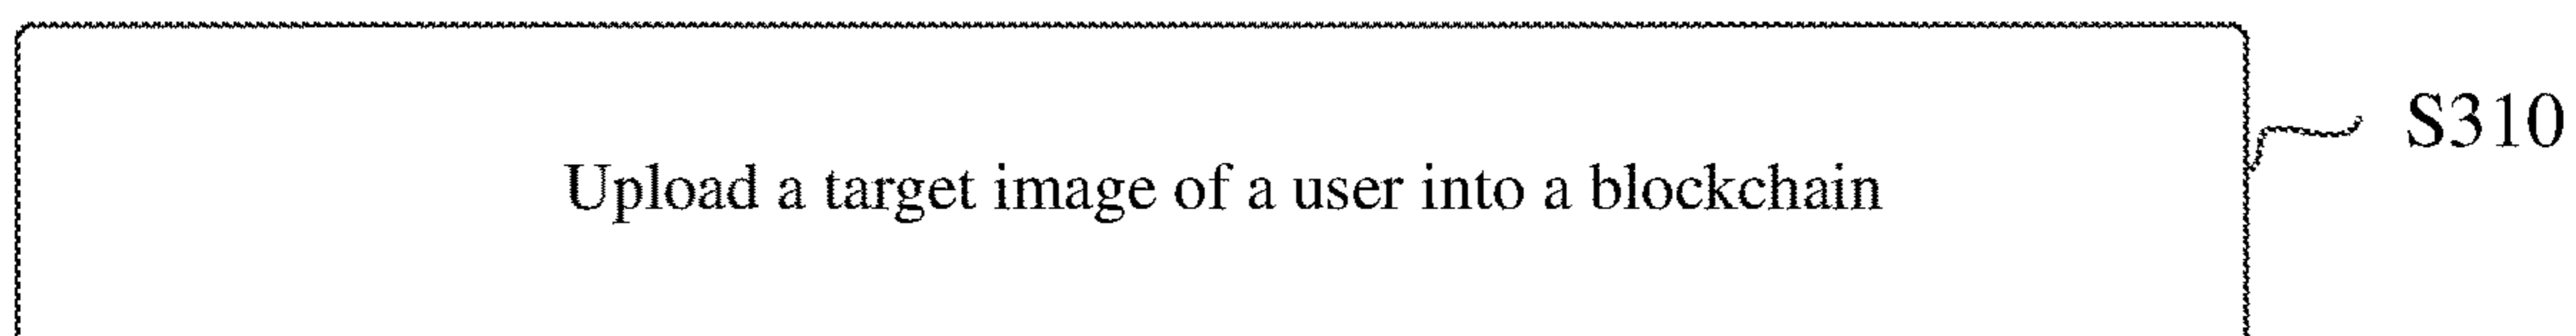 S310
Upload a target image of a user into a blockchain